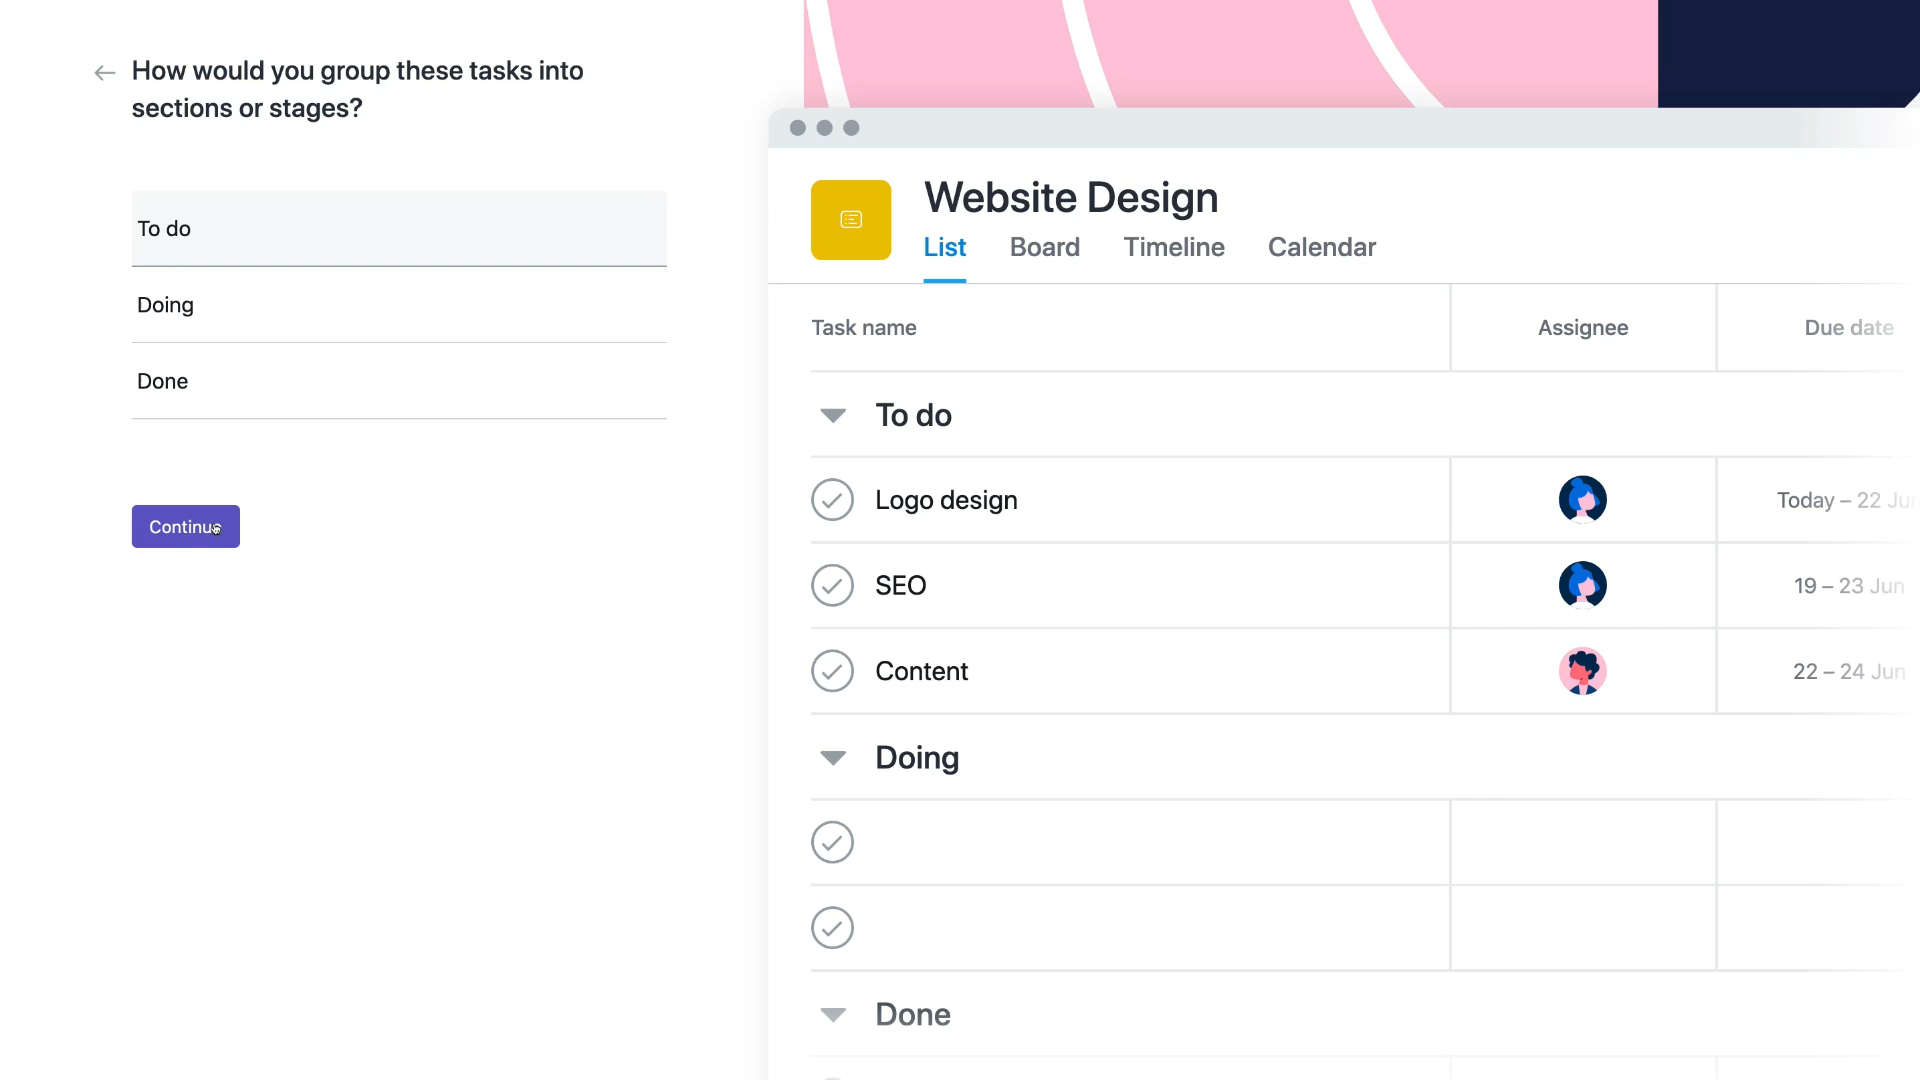 How would you group these tasks into
sections or stages?
To do
Doing
Done
Continue
Website Design
List Board Timeline Calendar
Task name Assignee Due date
To do
Logo design Today – 22 Jun
SEO 19 – 23 Jun
Content 22 – 24 Jun
Doing
Done